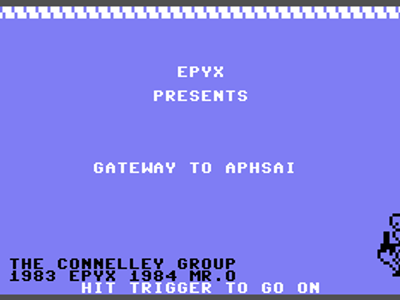 EPYX
PRESENTS
GATEWAY TO APHSAI
THE CONNELLEY GROUP
1983 EPYX 1984 MR.O
HIT TRIGGER TO GO ON